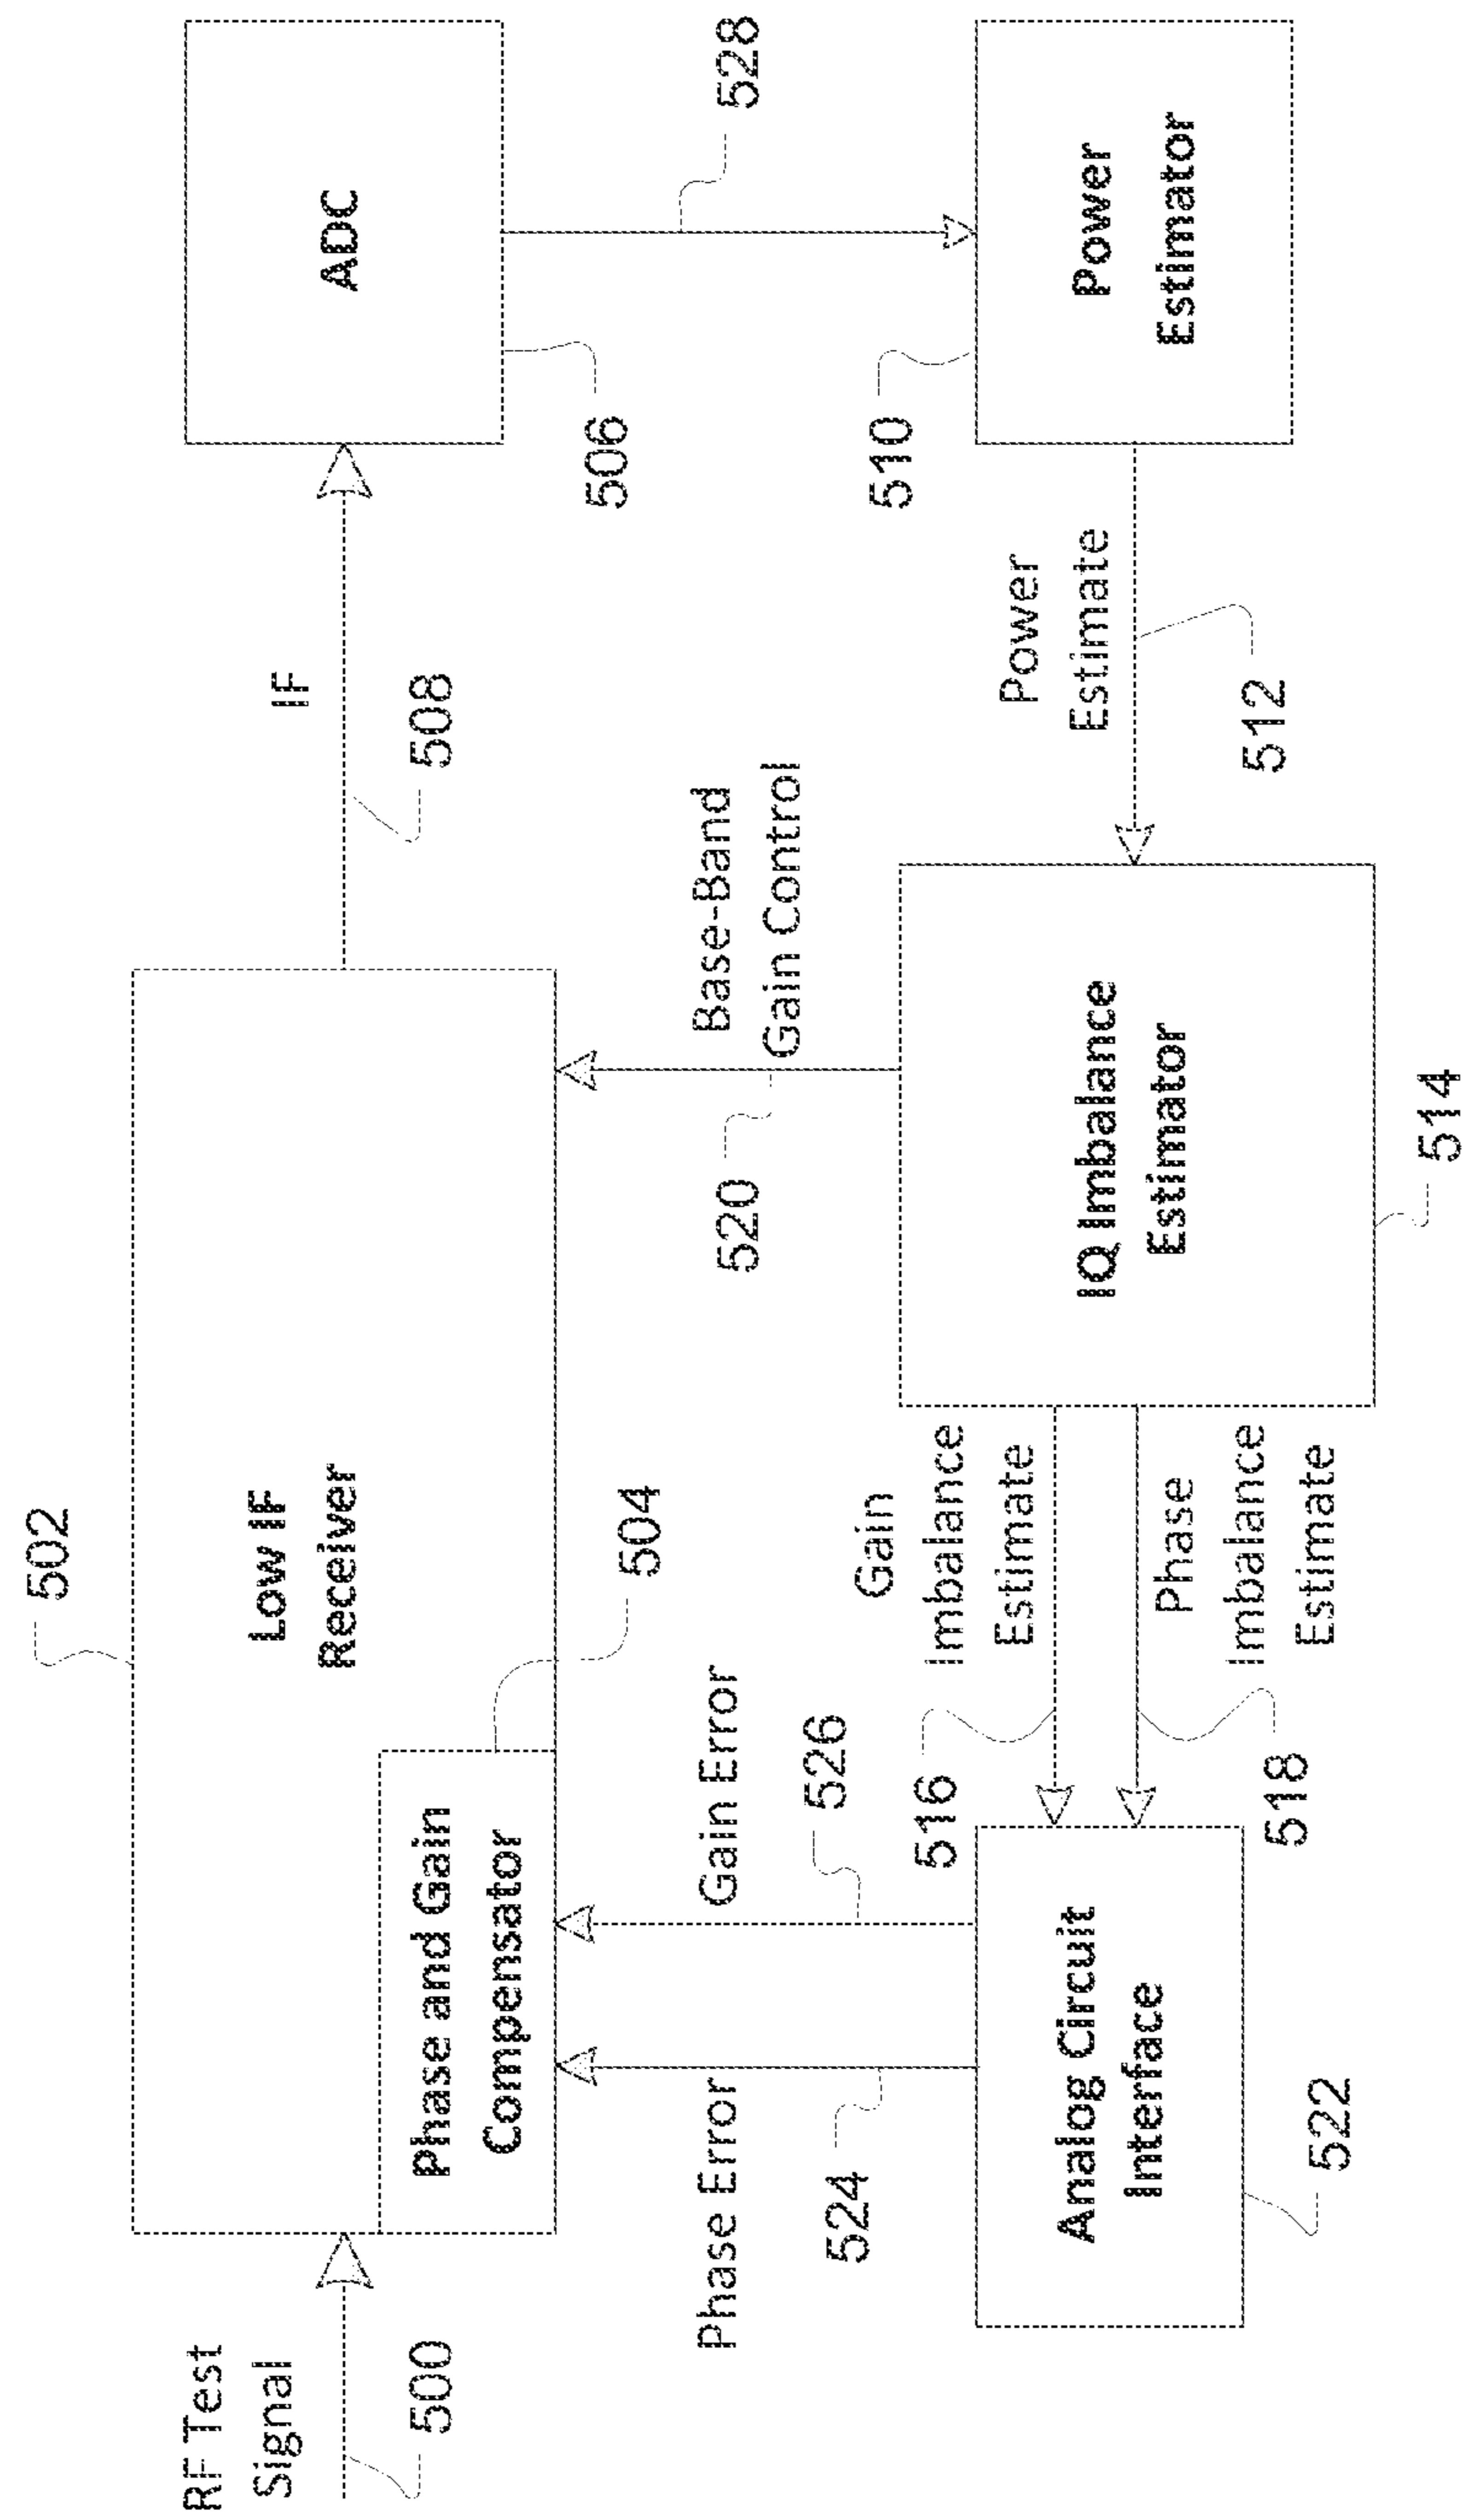 RF Test
Signal
500
502
Low IF
Receiver
Phase and Gain
Compensator
504
IF
508
ADC
506
528
Phase Error
524
Gain Error
526
Base-Band
Gain Control
520
Analog Circuit
Interface
522
Gain
Imbalance
Estimate
516
Phase
Imbalance
Estimate
518
IQ Imbalance
Estimator
514
Power
Estimate
512
Power
Estimator
510